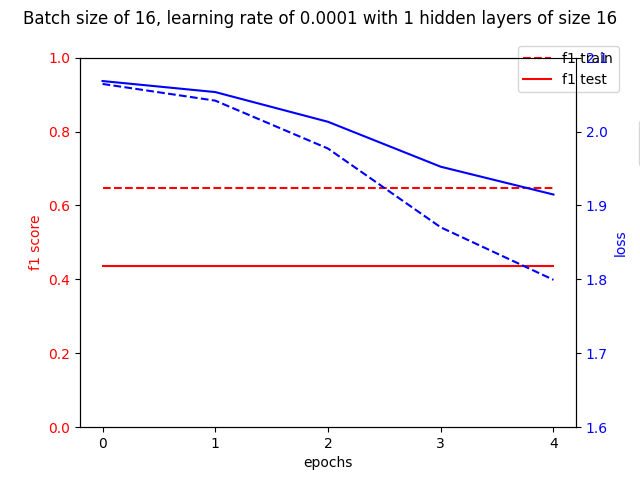 Batch size of 16, learning rate of 0.0001 with 1 hidden layers of size 16
f1 train
f1 test
1.0
0.8
0.6
0.4
0.2
0.0
f1 score
2.1
2.0
1.9
1.8
1.7
1.6
loss
0 1 2 3 4
epochs